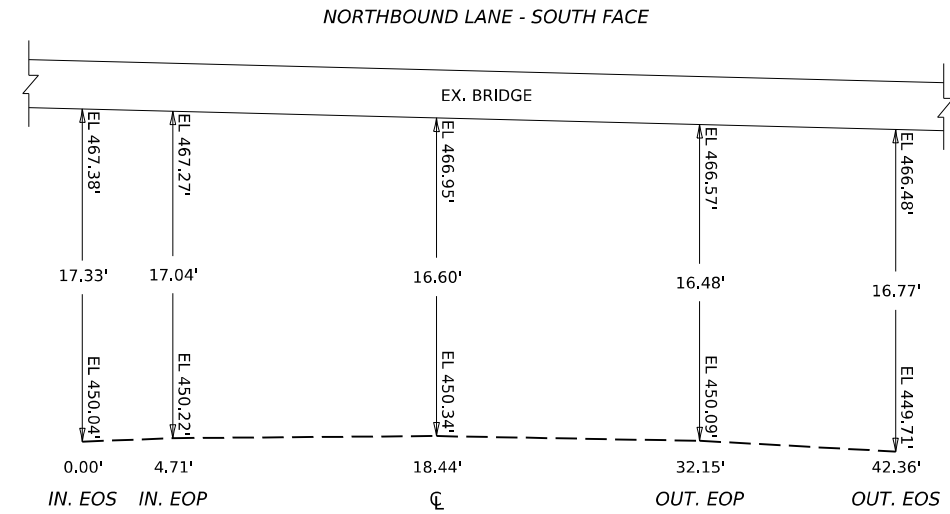 NORTHBOUND LANE - SOUTH FACE
EX. BRIDGE
EL 467.38'
EL 467.27'
EL 466.95'
EL 466.57'
EL 466.48'
17.33'
17.04'
16.60'
16.48'
16.77'
EL 450.04'
EL 450.22'
EL 450.34'
EL 450.09'
EL 449.71'
0.00'
4.71'
18.44'
32.15'
42.36'
IN. EOS
IN. EOP
℄
OUT. EOP
OUT. EOS